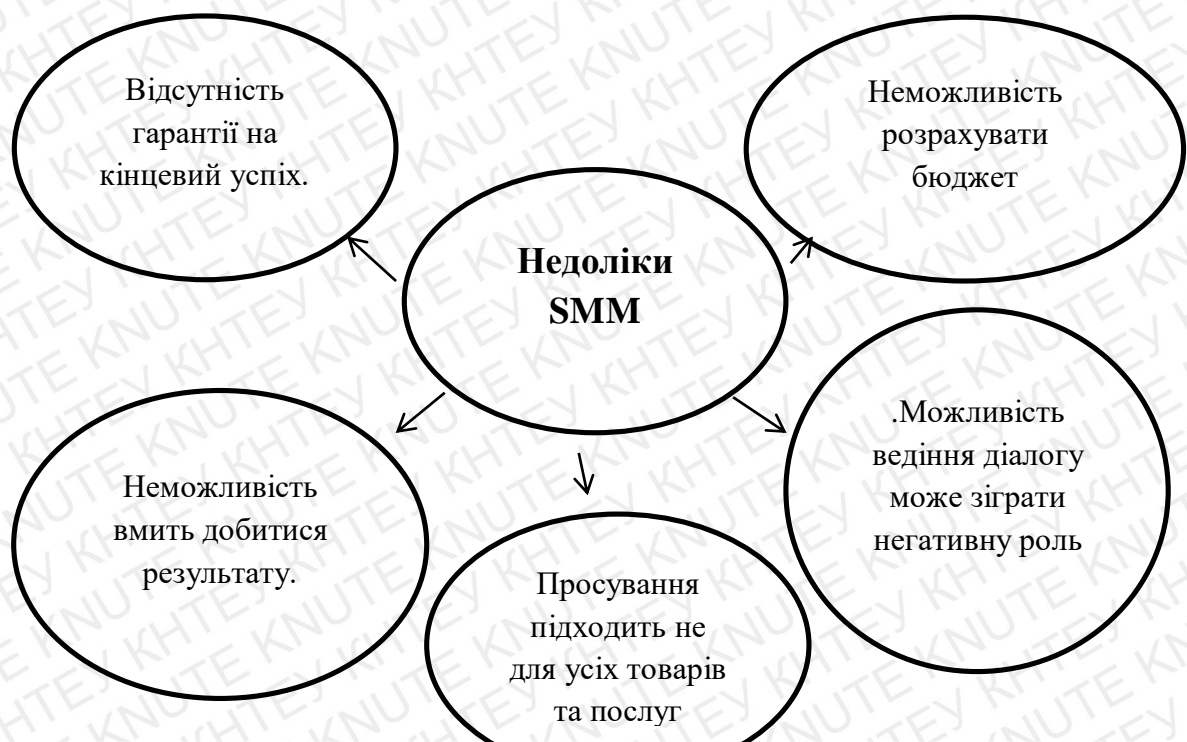 Відсутність
гарантії на
кінцевий успіх.
Неможливість
розрахувати
бюджет
Недоліки
SMM
.Можливість
ведіння діалогу
може зіграти
негативну роль
Неможливість
вмить добитися
результату.
Просування
підходить не
для усіх товарів
та послуг